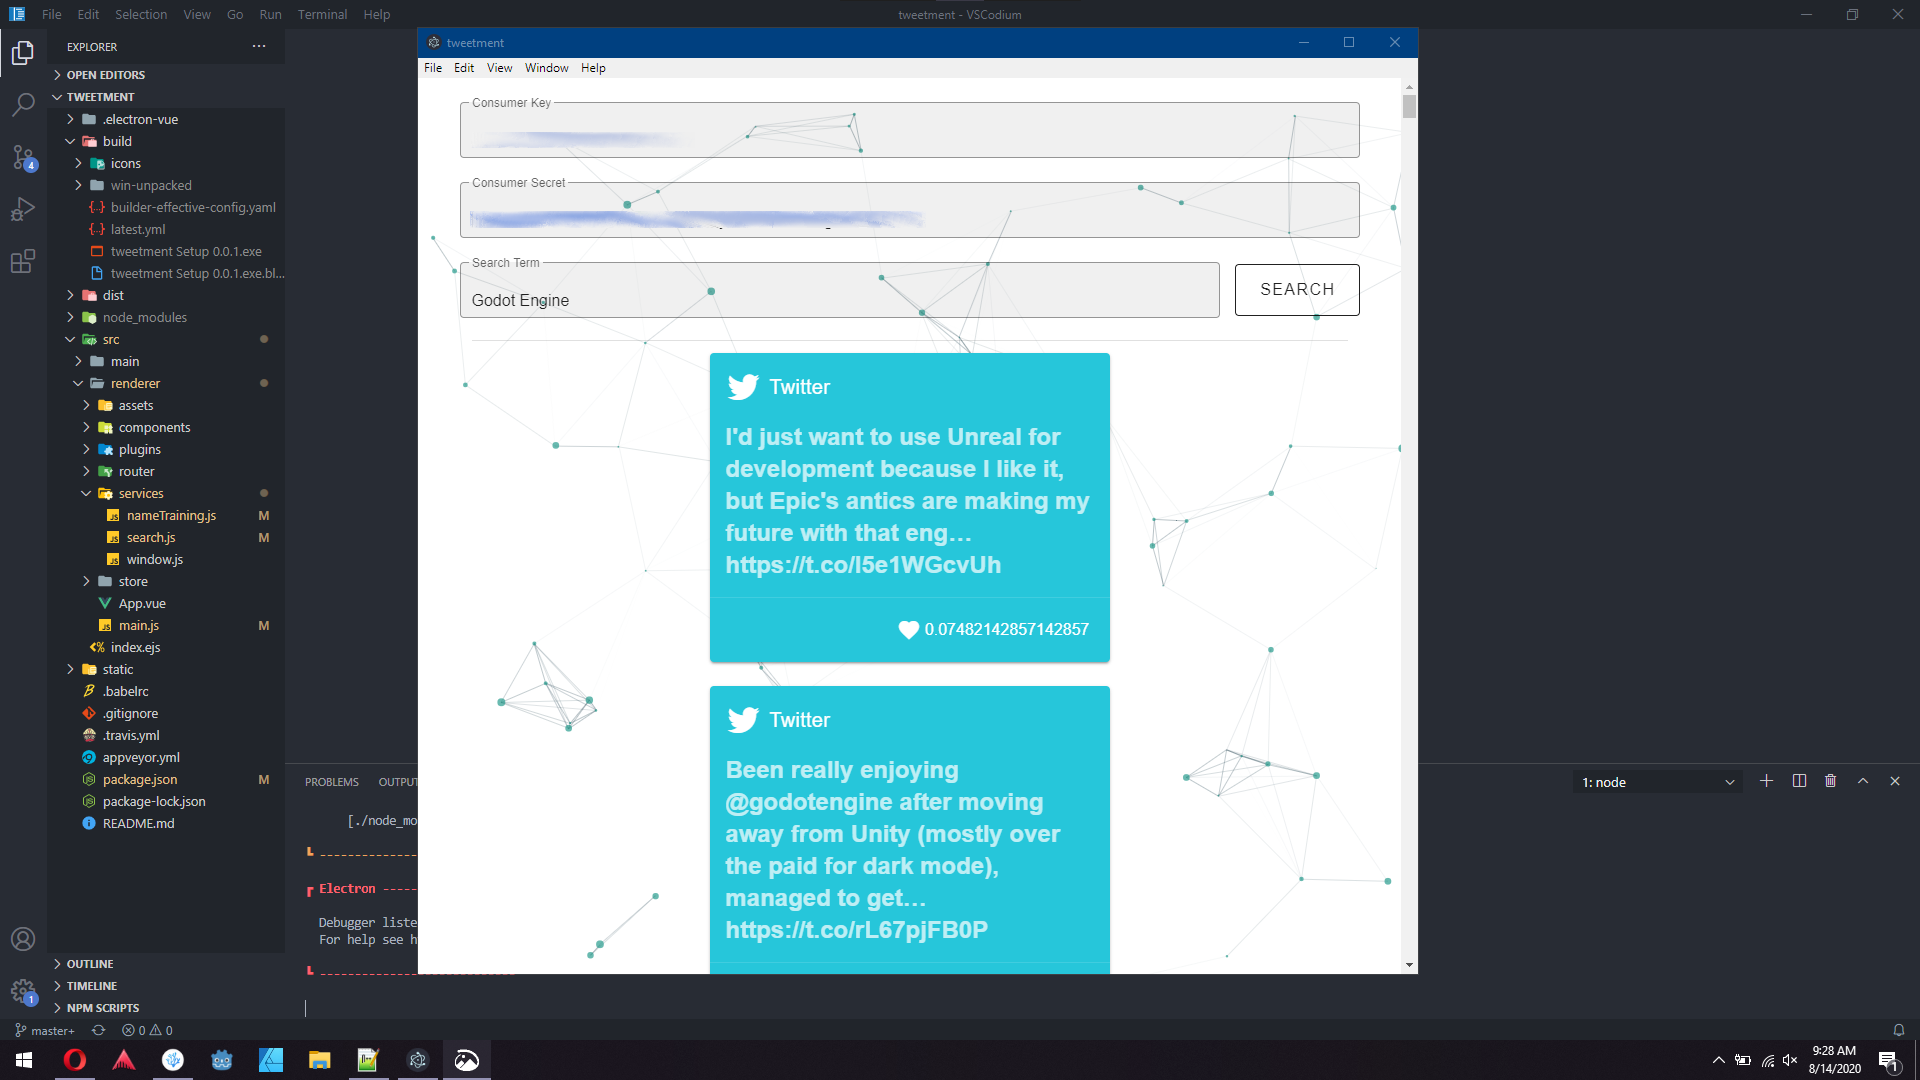 File Edit Selection View Go Run Terminal Help
tweetment - VSCodium
EXPLORER
OPEN EDITORS
TWEETMENT
.electron-vue
build
icons
win-unpacked
builder-effective-config.yaml
latest.yml
tweetment Setup 0.0.1.exe
tweetment Setup 0.0.1.exe.bl...
dist
node_modules
src
main
renderer
assets
components
plugins
router
services
nameTraining.js M
search.js M
window.js
store
App.vue
main.js M
index.ejs
static
.babelrc
.gitignore
.travis.yml
appveyor.yml
package.json M
package-lock.json
README.md
OUTLINE
TIMELINE
NPM SCRIPTS
4
1
tweetment
File Edit View Window Help
Consumer Key
Consumer Secret
Search Term
Godot Engine
SEARCH
Twitter
I'd just want to use Unreal for
development because I like it,
but Epic's antics are making my
future with that eng…
https://t.co/I5e1WGcvUh
0.07482142857142857
Twitter
Been really enjoying
@godotengine after moving
away from Unity (mostly over
the paid for dark mode),
managed to get…
https://t.co/rL67pjFB0P
PROBLEMS
1: node
Electron
Debugger
For help see
master+
0 0
9:28 AM
8/14/2020
1